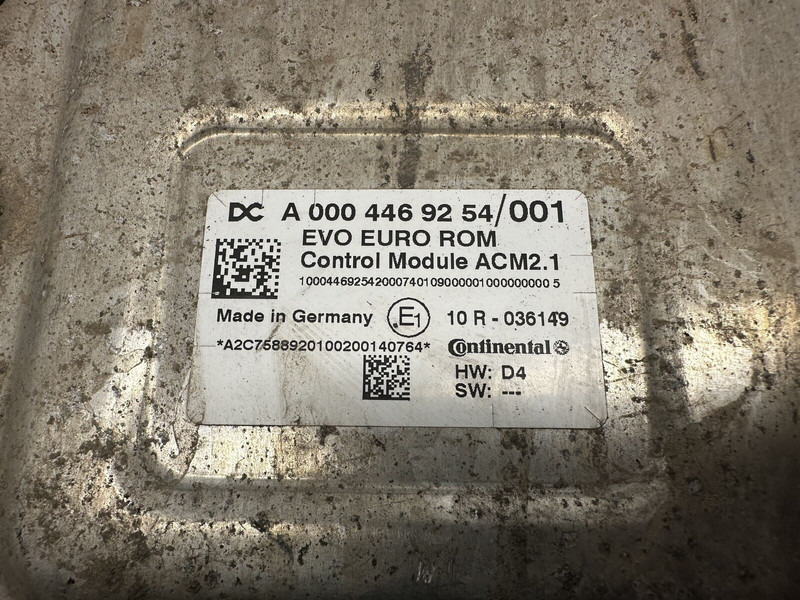 DC A 000 446 92 54/001
EVO EURO ROM
Control Module ACM2.1
10004469254200074010900000100000000 5
Made in Germany E1 10 R - 036149
*A2C7588920100200140764* Continental
HW: D4
SW: ---